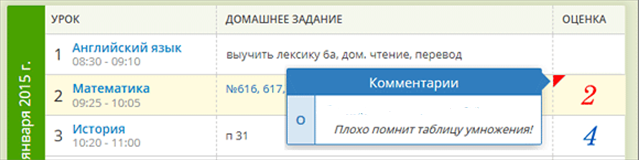 УРОК ДОМАШНЕЕ ЗАДАНИЕ ОЦЕНКА
1 Английский язык выучить лексику 6а, дом. чтение, перевод
08:30 - 09:10
Комментарии
2 Математика №616, 617, 2
09:25 - 10:05
О
Плохо помнит таблицу умножения!
3 История п 31 4
10:20 - 11:00
января 2015 г.